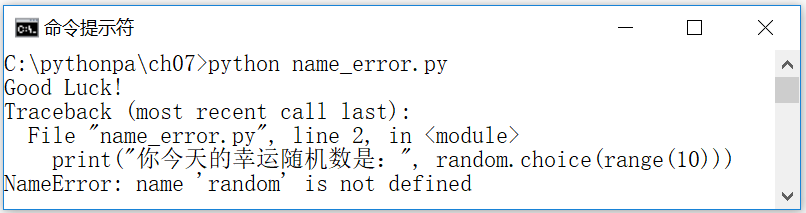 命令提示符
C:\pythonpa\ch07>python name_error.py
Good Luck!
Traceback (most recent call last):
  File "name_error.py", line 2, in <module>
    print("你今天的幸运随机数是：", random.choice(range(10)))
NameError: name 'random' is not defined